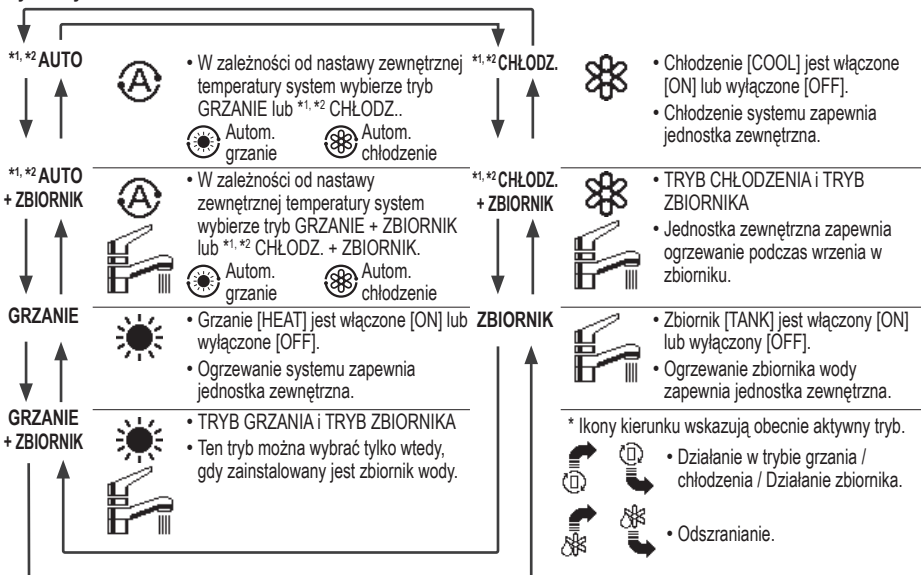 *1, *2 AUTO
• W zależności od nastawy zewnętrznej
temperatury system wybierze tryb
GRZANIE lub *1, *2 CHŁODZ..
Autom.
grzanie
Autom.
chłodzenie
*1, *2 AUTO
+ ZBIORNIK
• W zależności od nastawy
zewnętrznej temperatury system
wybierze tryb GRZANIE + ZBIORNIK
lub *1, *2 CHŁODZ. + ZBIORNIK.
Autom.
grzanie
Autom.
chłodzenie
GRZANIE
• Grzanie [HEAT] jest włączone [ON] lub
wyłączone [OFF].
• Ogrzewanie systemu zapewnia
jednostka zewnętrzna.
GRZANIE
+ ZBIORNIK
• TRYB GRZANIA i TRYB ZBIORNIKA
• Ten tryb można wybrać tylko wtedy,
gdy zainstalowany jest zbiornik wody.
*1, *2 CHŁODZ.
• Chłodzenie [COOL] jest włączone
[ON] lub wyłączone [OFF].
• Chłodzenie systemu zapewnia
jednostka zewnętrzna.
*1, *2 CHŁODZ.
+ ZBIORNIK
• TRYB CHŁODZENIA i TRYB
ZBIORNIKA
• Jednostka zewnętrzna zapewnia
ogrzewanie podczas wrzenia w
zbiorniku.
ZBIORNIK
• Zbiornik [TANK] jest włączony [ON]
lub wyłączony [OFF].
• Ogrzewanie zbiornika wody
zapewnia jednostka zewnętrzna.
* Ikony kierunku wskazują obecnie aktywny tryb.
• Działanie w trybie grzania /
chłodzenia / Działanie zbiornika.
• Odszranianie.